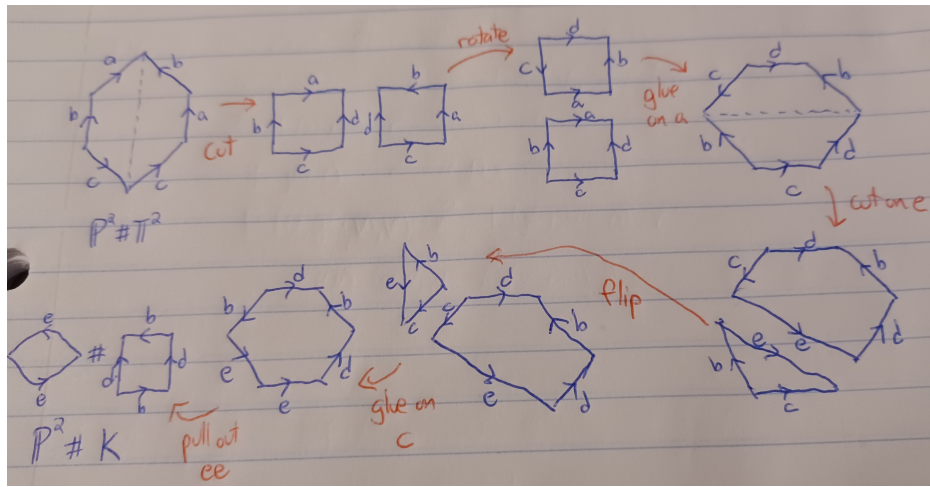 a b
b a
c c
ℙ²#𝕋²
cut
a
b d
c
b
d a
c
rotate
d
c b
a
a
b d
c
glue
on a
d
c b
b d
c
cut on e
d
c b
e
d
e
b
c
flip
b
e
c
d
c b
e d
glue on
c
d
b b
e d
e
pull out
ee
e
#
e
b
d d
b
ℙ² # K